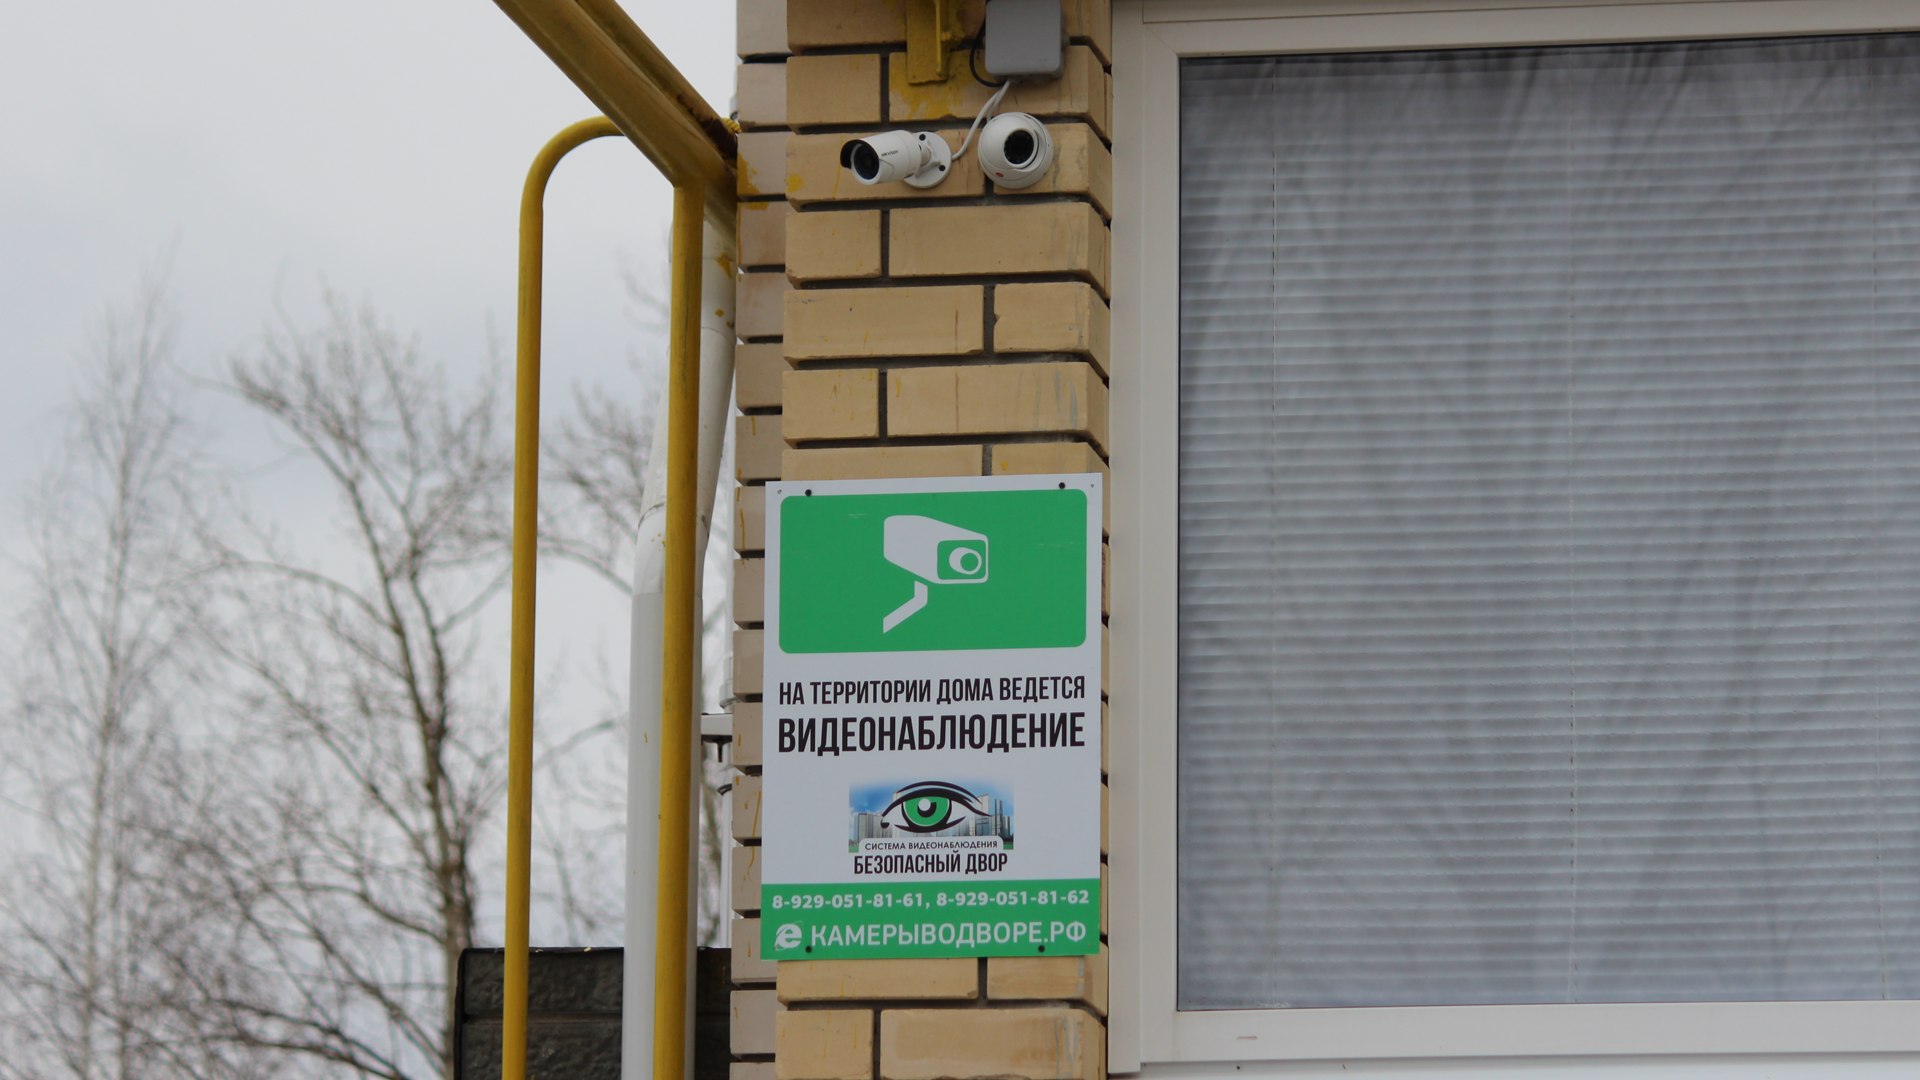 НА ТЕРРИТОРИИ ДОМА ВЕДЕТСЯ
ВИДЕОНАБЛЮДЕНИЕ
СИСТЕМА ВИДЕОНАБЛЮДЕНИЯ
БЕЗОПАСНЫЙ ДВОР
8-929-051-81-61, 8-929-051-81-62
КАМЕРЫВОДВОРЕ.РФ